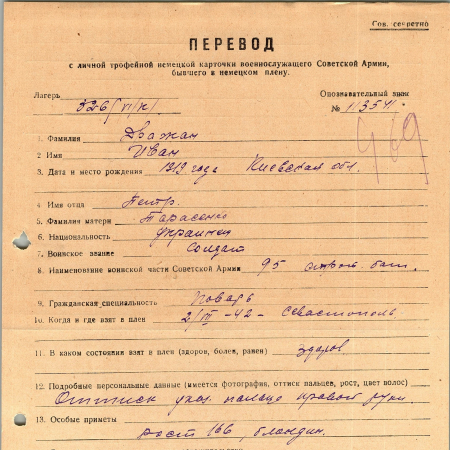 Сов. секретно
ПЕРЕВОД
с личной трофейной немецкой карточки военнослужащего Советской Армии,
бывшего в немецком плену.
Лагерь Опознавательный знак
326/VI/К/ № 13541
969
1. Фамилия Дважан
2 Имя Иван
3. Дата и место рождения 1919 года Киевская обл.
4. Имя отца Петр.
5. Фамилия матери Тарасенко
6. Национальность украинец
7. Воинское звание Солдат
8. Наименование воинской части Советской Армии 95 строй. бат.
9. Гражданская специальность Поварь
10. Когда и где взят в плен 2/VII-42- Севастополь.
11. В каком состоянии взят в плен (здоров, болен, ранен) Здаров
12. Подробные персональные данные (имеется фотография, оттиск пальцев, рост, цвет волос)
Оттиск указ. пальца правой руки.
13. Особые приметы
рост 166, бландин.